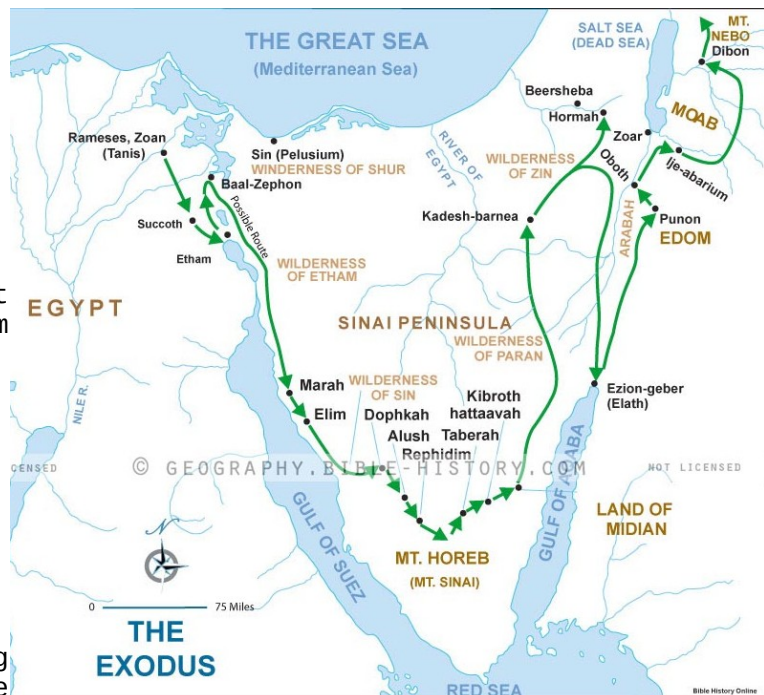 THE GREAT SEA
(Mediterranean Sea)
SALT SEA
(DEAD SEA)
MT.
NEBO
Dibon
Beersheba
Hormah
MOAB
Zoar
Ije-abarium
Oboth
Rameses, Zoan
(Tanis)
Sin (Pelusium)
WINDERNESS OF SHUR
Baal-Zephon
RIVER OF
EGYPT
WILDERNESS
OF ZIN
Kadesh-barnea
ARABAH
Punon
EDOM
Succoth
Etham
Possible Route
WILDERNESS
OF ETHAM
t
m
EGYPT
SINAI PENINSULA
WILDERNESS
OF PARAN
NILE R.
Marah
Elim
WILDERNESS
OF SIN
Dophkah
Alush
Rephidim
Kibroth
hattaavah
Taberah
Ezion-geber
(Elath)
CENSED
© GEOGRAPHY.BIBLE-HISTORY.COM
NOT LICENSED
GULF OF SUEZ
GULF OF AQABA
LAND OF
MIDIAN
MT. HOREB
(MT. SINAI)
N
0 75 Miles
THE
EXODUS
g
e
RED SEA
Bible History Online